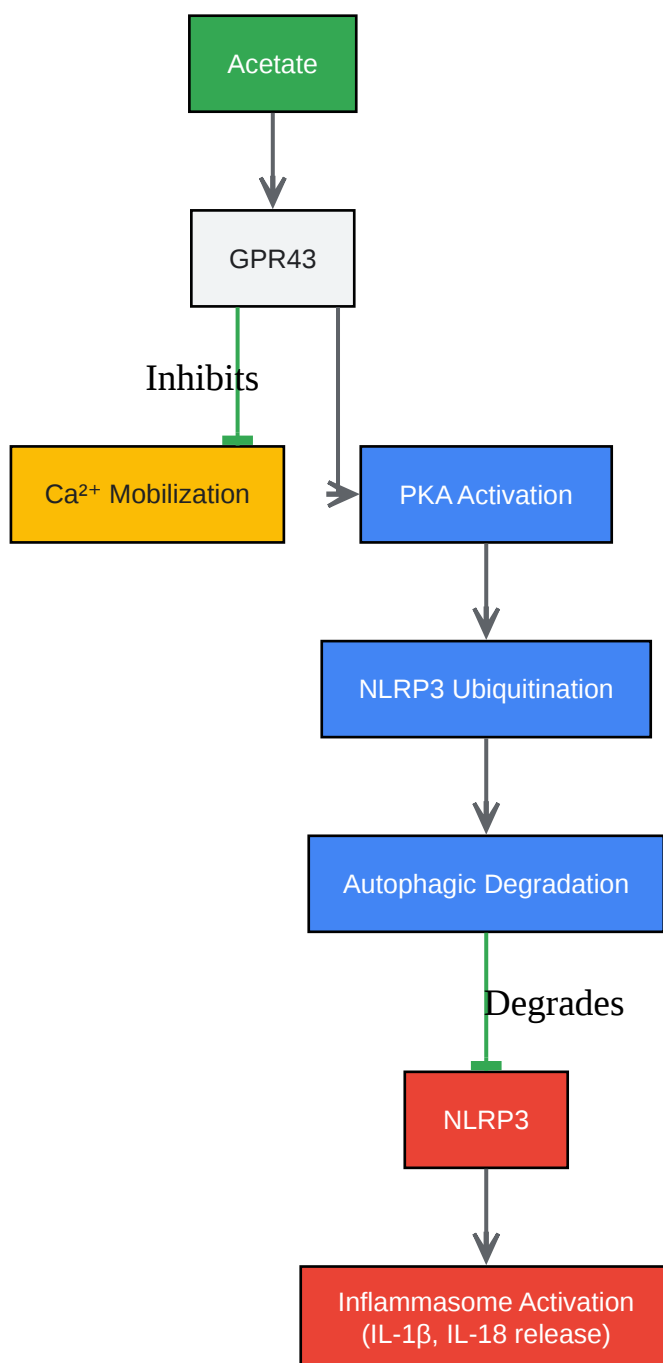 Acetate
GPR43
Inhibits
Ca²⁺ Mobilization
PKA Activation
NLRP3 Ubiquitination
Autophagic Degradation
Degrades
NLRP3
Inflammasome Activation
(IL-1β, IL-18 release)